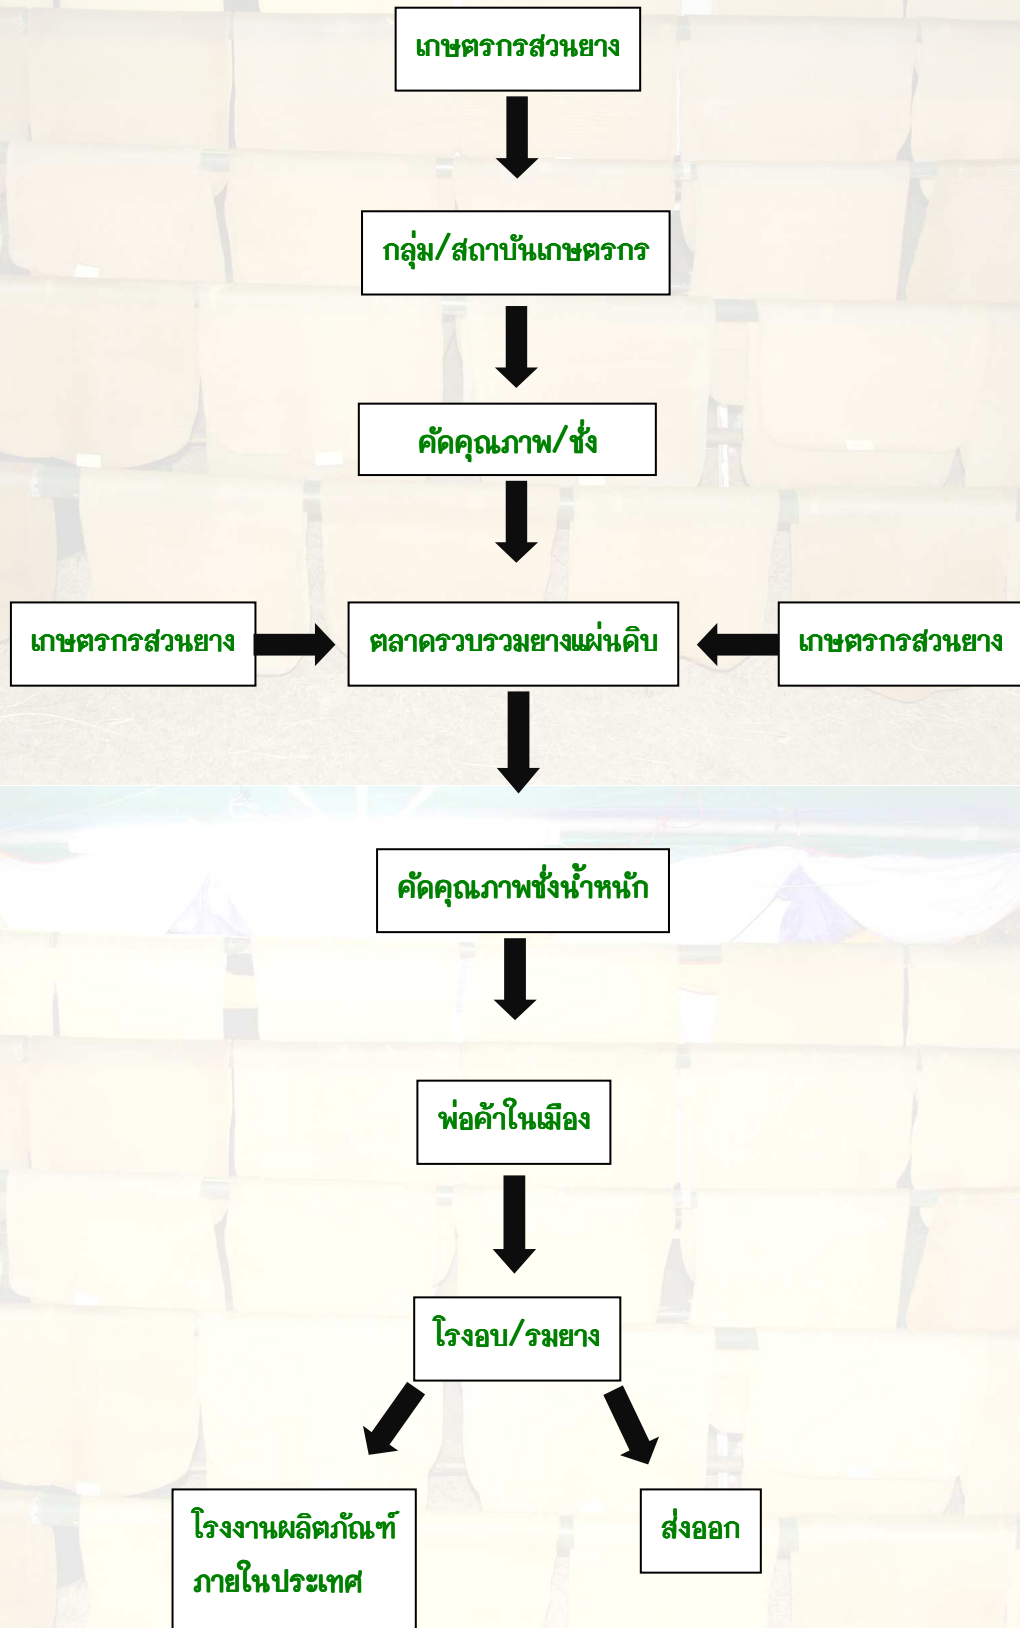 เกษตรกรส่วนยาง
กลุ่ม/สถาบันเกษตรกร
คัดคุณภาพ/ชั่ง
เกษตรกรส่วนยาง
ตลาดรวบรวมยางแผ่นดิบ
เกษตรกรส่วนยาง
คัดคุณภาพชั่งน้ำหนัก
พ่อค้าในเมือง
โรงอบ/รมยาง
โรงงานผลิตภัณฑ์
ภายในประเทศ
ส่งออก